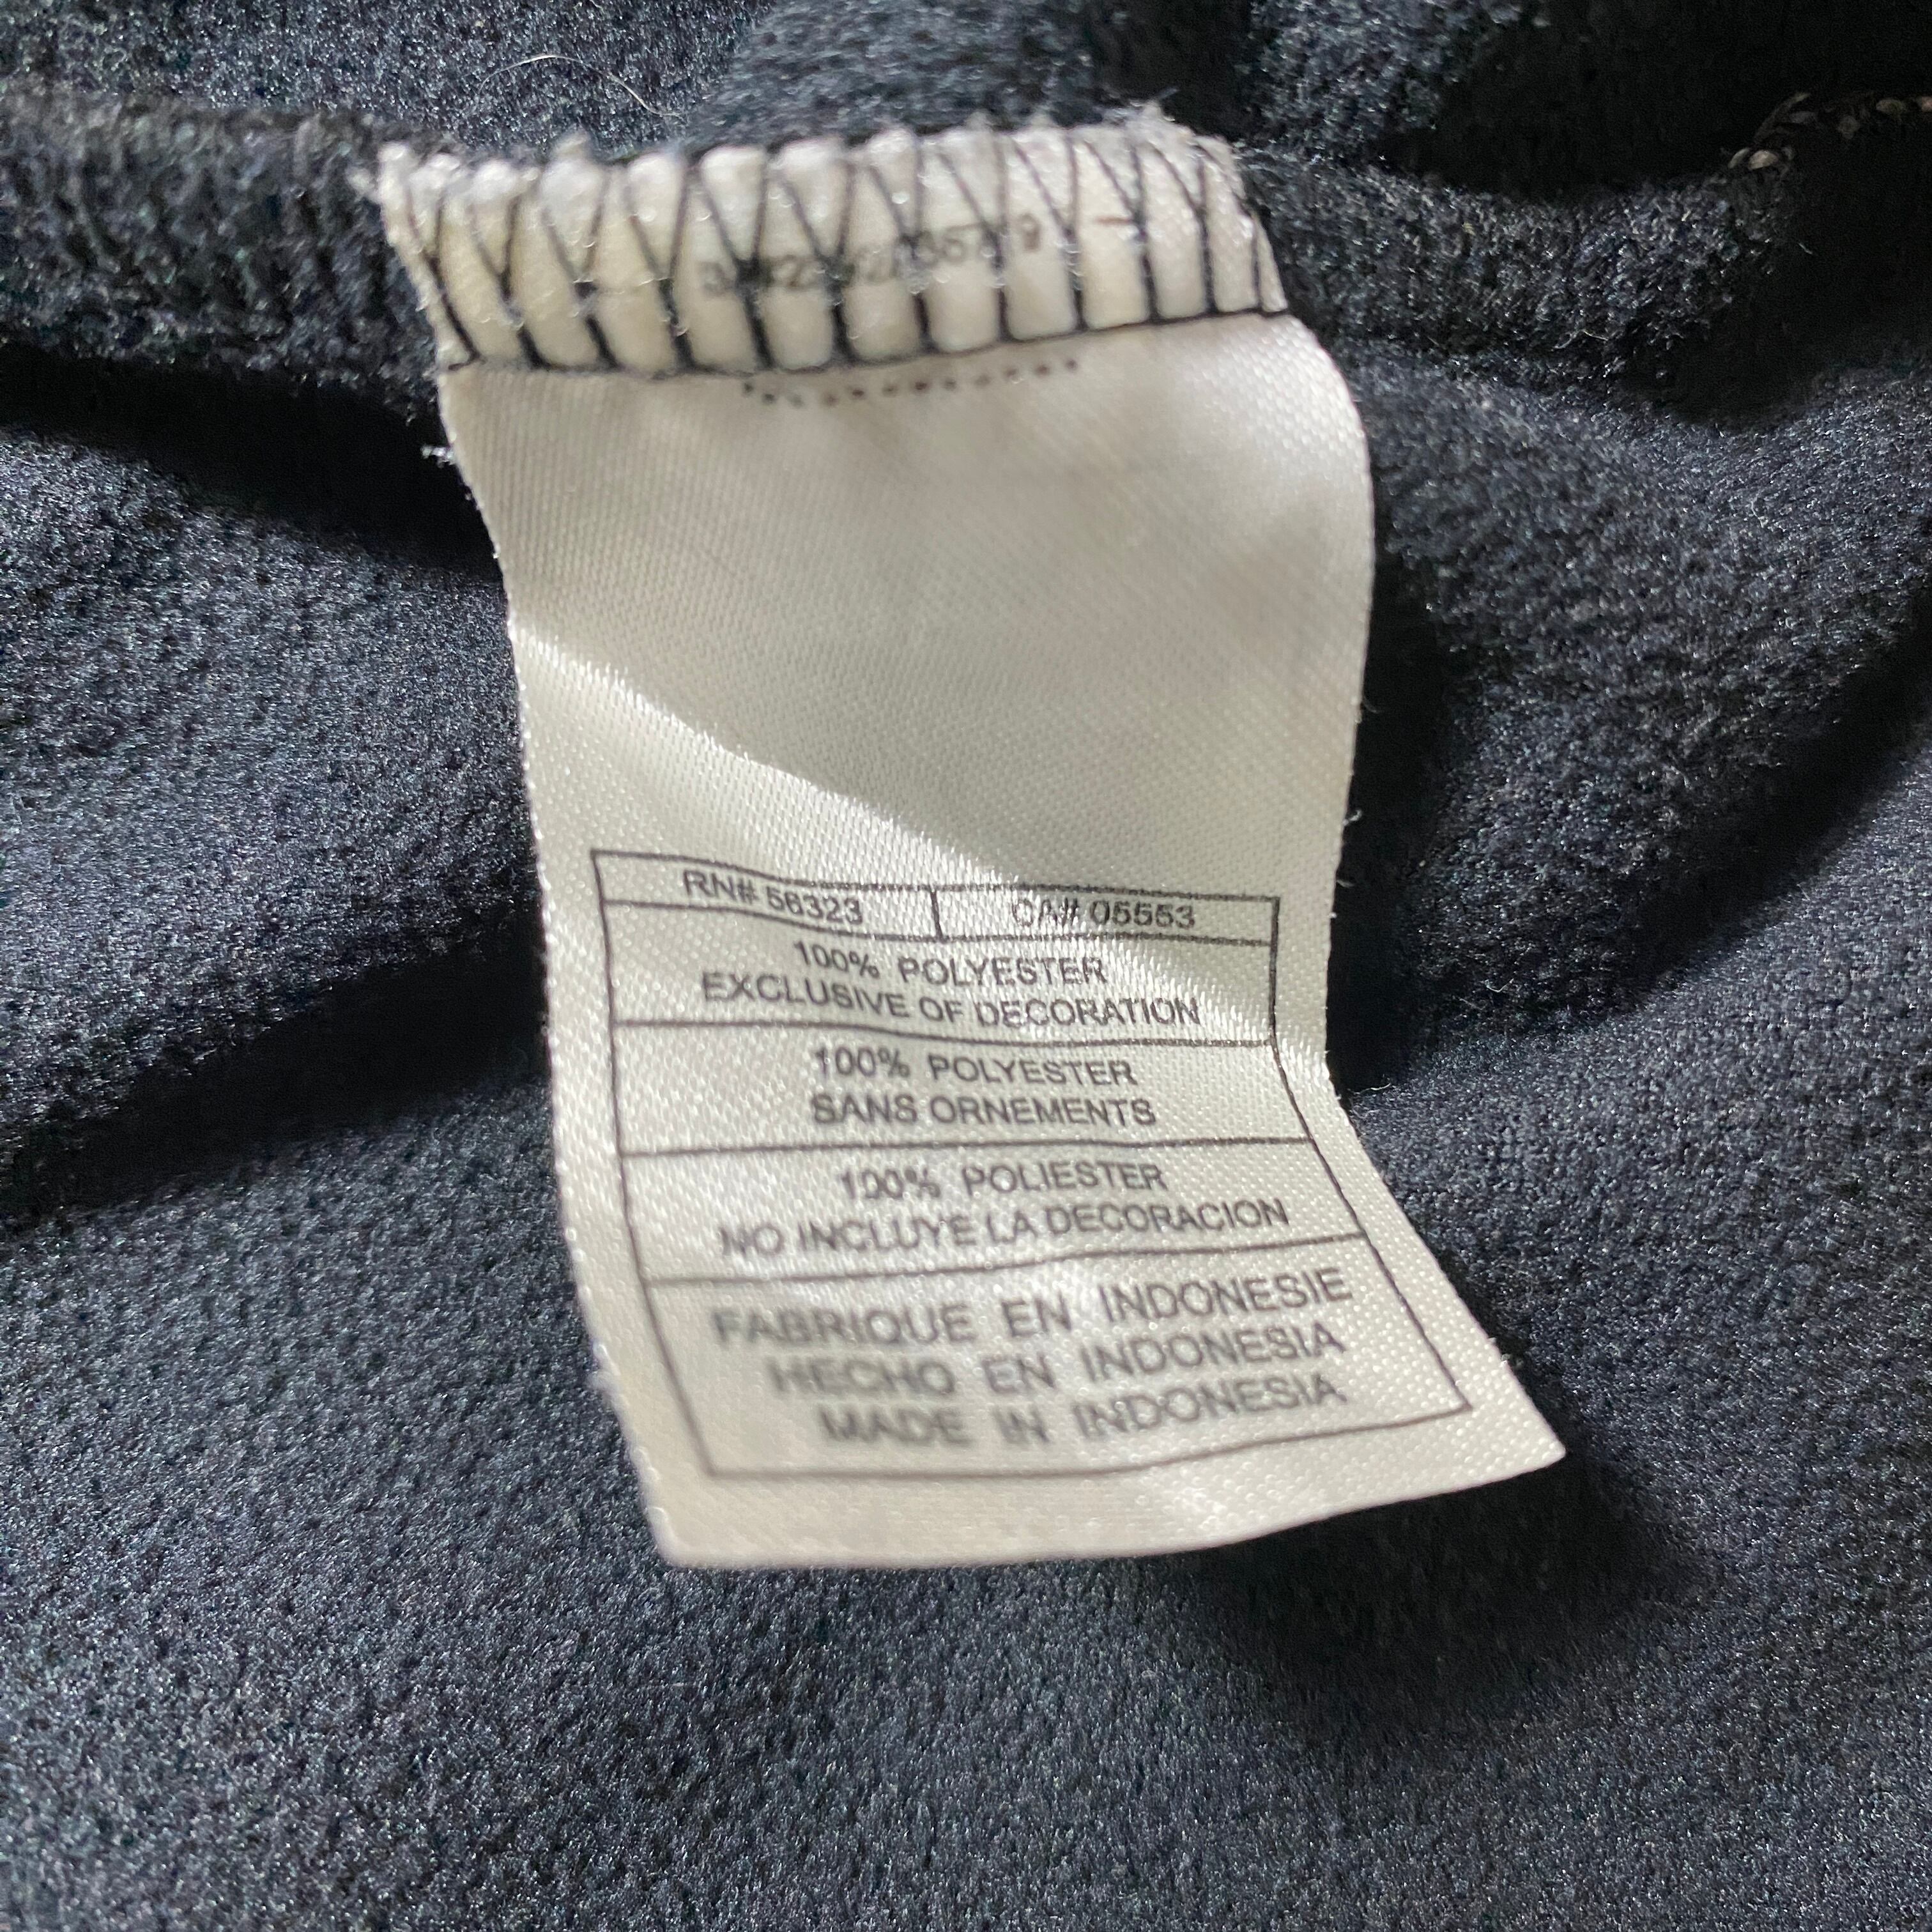 RN# 56323 CA# 05553
100% POLYESTER
EXCLUSIVE OF DECORATION
100% POLYESTER
SANS ORNEMENTS
100% POLIESTER
NO INCLUYE LA DECORACION
FABRIQUE EN INDONESIE
HECHO EN INDONESIA
MADE IN INDONESIA